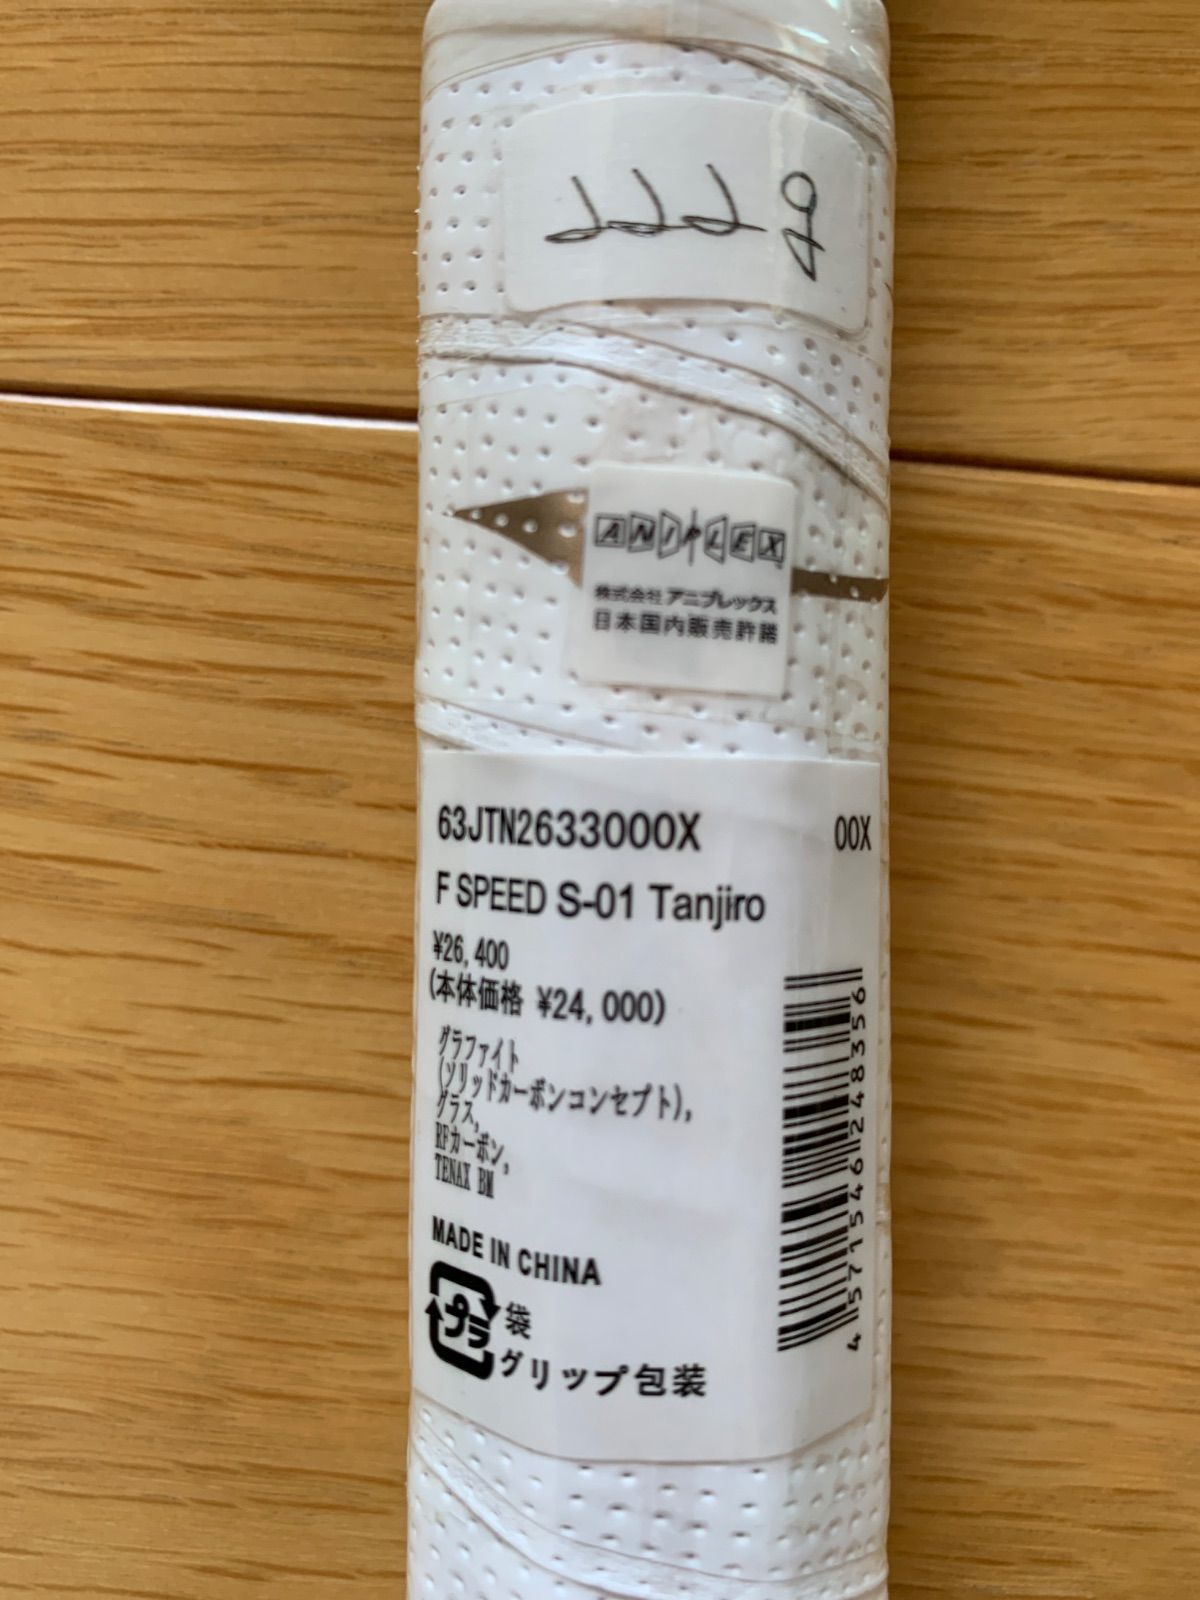 ANIPLEX
株式会社アニプレックス
日本国内販売許諾
63JTN2633000X 00X
F SPEED S-01 Tanjiro
¥26,400
(本体価格 ¥24,000)
グラファイト
(ソリッドカーボンコンセプト),
グラス,
RFカーボン,
TENAX BM
MADE IN CHINA
プラ 袋
グリップ包装
4571546248356